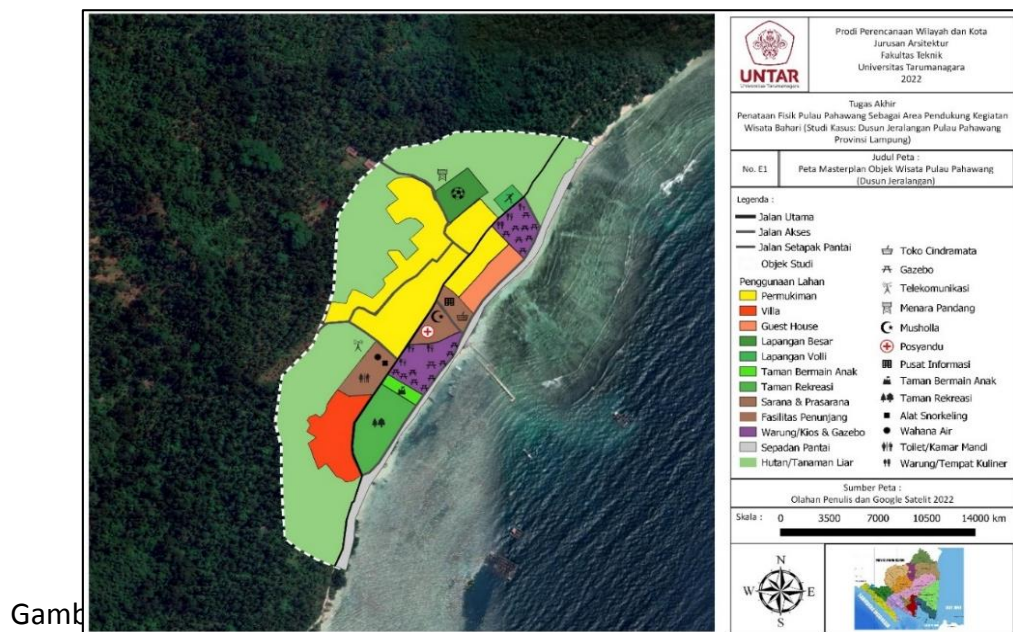 UNTAR
Universitas Tarumanagara
Prodi Perencanaan Wilayah dan Kota
Jurusan Arsitektur
Fakultas Teknik
Universitas Tarumanagara
2022
Tugas Akhir
Penataan Fisik Pulau Pahawang Sebagai Area Pendukung Kegiatan
Wisata Bahari (Studi Kasus: Dusun Jeralangan Pulau Pahawang
Provinsi Lampung)
No. E1
Judul Peta :
Peta Masterplan Objek Wisata Pulau Pahawang
(Dusun Jeralangan)
Legenda :
Jalan Utama
Jalan Akses
Jalan Setapak Pantai
Objek Studi
Penggunaan Lahan
Permukiman
Villa
Guest House
Lapangan Besar
Lapangan Volli
Taman Bermain Anak
Taman Rekreasi
Sarana & Prasarana
Fasilitas Penunjang
Warung/Kios & Gazebo
Sepadan Pantai
Hutan/Tanaman Liar
Toko Cindramata
Gazebo
Telekomunikasi
Menara Pandang
Musholla
Posyandu
Pusat Informasi
Taman Bermain Anak
Taman Rekreasi
Alat Snorkeling
Wahana Air
Toilet/Kamar Mandi
Warung/Tempat Kuliner
Sumber Peta :
Olahan Penulis dan Google Satelit 2022
Skala : 0 3500 7000 10500 14000 km
N
W E
S
Gamb